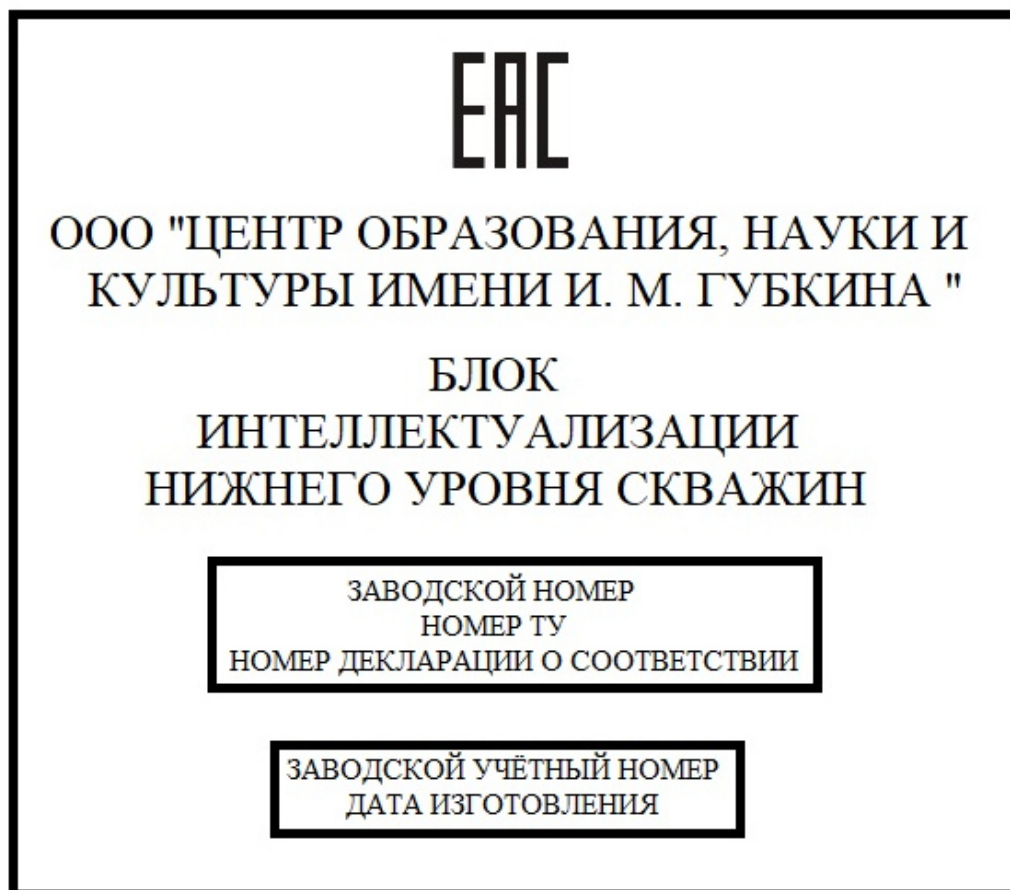 ЕАС
ООО "ЦЕНТР ОБРАЗОВАНИЯ, НАУКИ И
КУЛЬТУРЫ ИМЕНИ И. М. ГУБКИНА "
БЛОК
ИНТЕЛЛЕКТУАЛИЗАЦИИ
НИЖНЕГО УРОВНЯ СКВАЖИН
ЗАВОДСКОЙ НОМЕР
НОМЕР ТУ
НОМЕР ДЕКЛАРАЦИИ О СООТВЕТСТВИИ
ЗАВОДСКОЙ УЧЁТНЫЙ НОМЕР
ДАТА ИЗГОТОВЛЕНИЯ